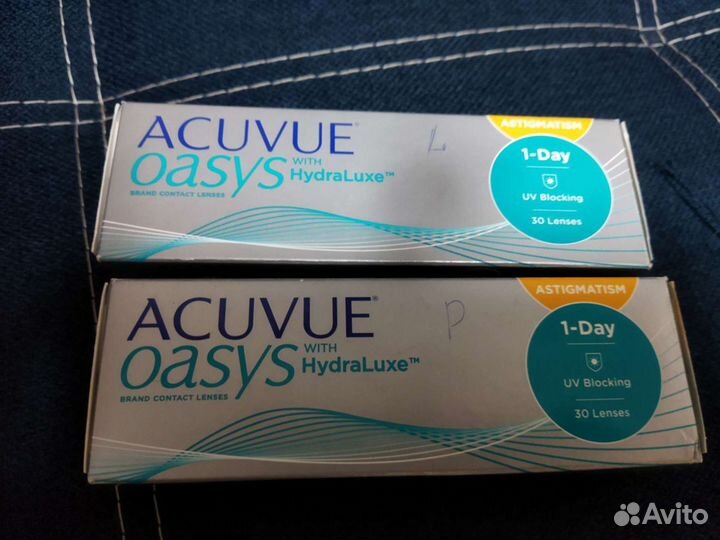 ACUVUE®
L
ASTIGMATISM
oasys WITH HydraLuxe™
BRAND CONTACT LENSES
1-Day
UV Blocking
30 Lenses
ACUVUE®
P
ASTIGMATISM
oasys WITH HydraLuxe™
BRAND CONTACT LENSES
1-Day
UV Blocking
30 Lenses
Avito